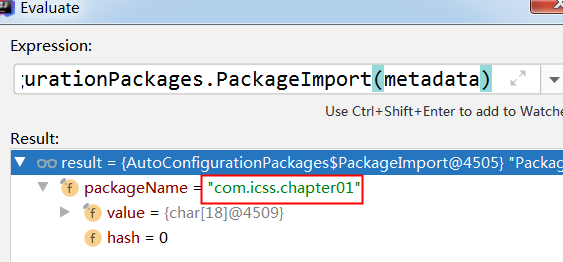 Evaluate
Expression:
urationPackages.PackageImport(metadata)
Use Ctrl+Shift+Enter to add to Watche
Result:
result = {AutoConfigurationPackages$PackageImport@4505} "Packag
f packageName = "com.icss.chapter01"
f value = {char[18]@4509}
f hash = 0